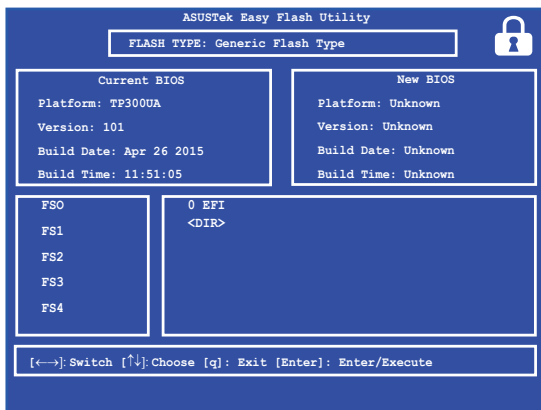 ASUSTek Easy Flash Utility
FLASH TYPE: Generic Flash Type
Current BIOS
Platform: TP300UA
Version: 101
Build Date: Apr 26 2015
Build Time: 11:51:05
New BIOS
Platform: Unknown
Version: Unknown
Build Date: Unknown
Build Time: Unknown
FSO
FS1
FS2
FS3
FS4
0 EFI
<DIR>
[←→]: Switch [↑↓]: Choose [q]: Exit [Enter]: Enter/Execute